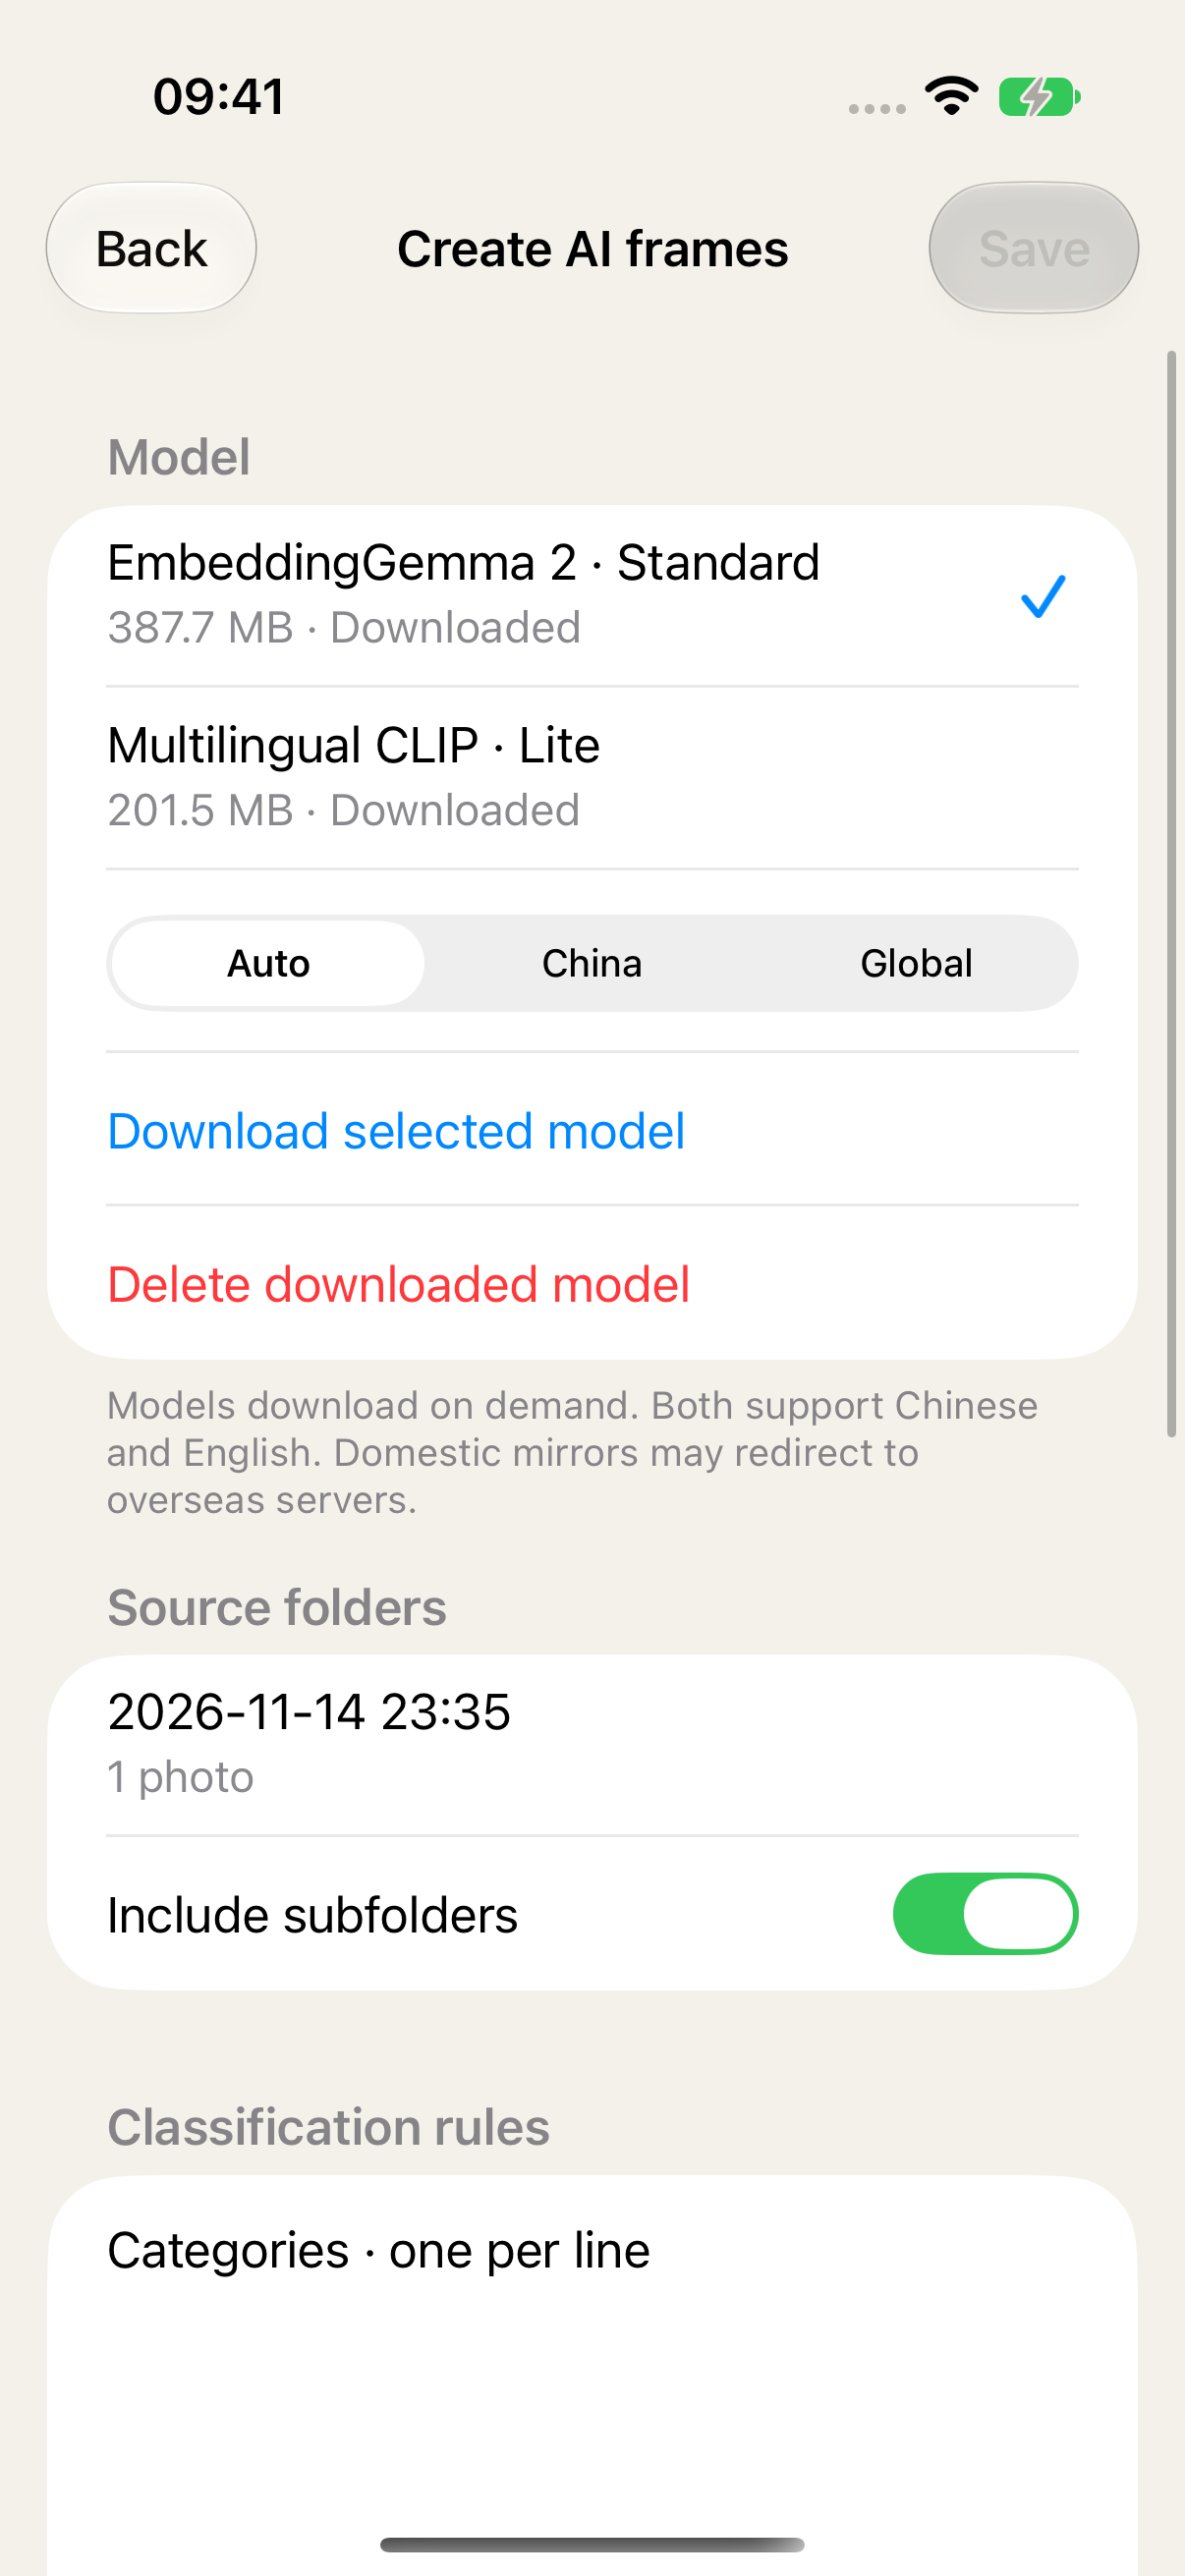 09:41
Back
Create AI frames
Save
Model
EmbeddingGemma 2 · Standard
387.7 MB · Downloaded
Multilingual CLIP · Lite
201.5 MB · Downloaded
Auto
China
Global
Download selected model
Delete downloaded model
Models download on demand. Both support Chinese
and English. Domestic mirrors may redirect to
overseas servers.
Source folders
2026-11-14 23:35
1 photo
Include subfolders
Classification rules
Categories · one per line